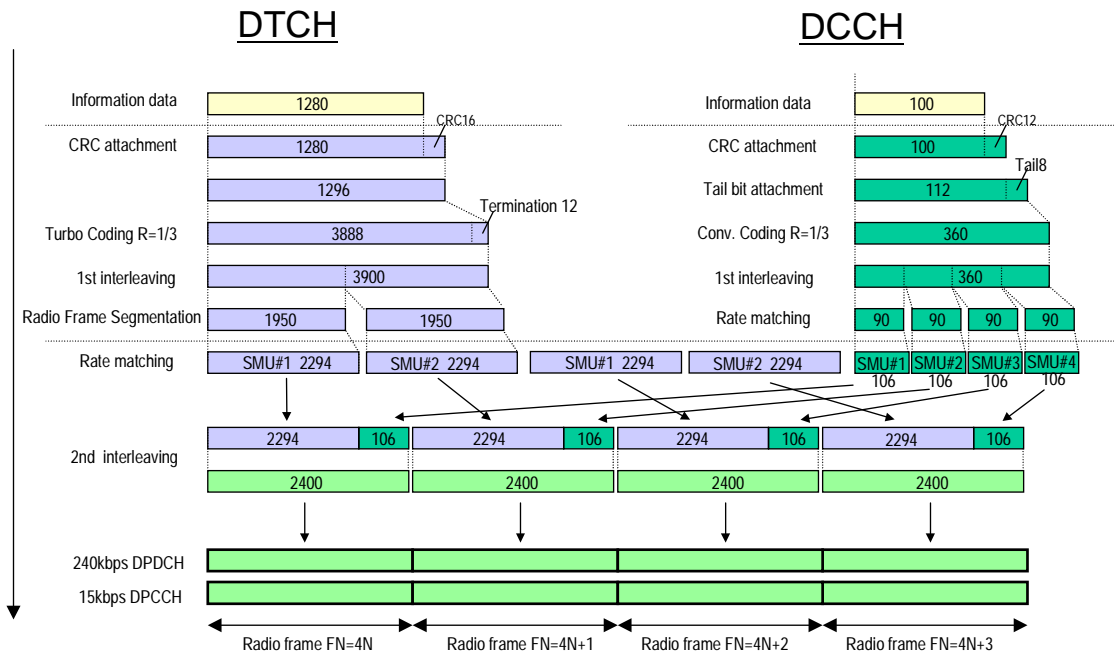 DTCH
DCCH
Information data
1280
Information data
100
CRC16
CRC12
CRC attachment
1280
CRC attachment
100
Tail8
1296
Tail bit attachment
112
Termination 12
Turbo Coding R=1/3
3888
Conv. Coding R=1/3
360
1st interleaving
3900
1st interleaving
360
Radio Frame Segmentation
1950
1950
Rate matching
90
90
90
90
Rate matching
SMU#1 2294
SMU#2 2294
SMU#1 2294
SMU#2 2294
SMU#1
SMU#2
SMU#3
SMU#4
106
106
106
106
2nd interleaving
2294
106
2294
106
2294
106
2294
106
2400
2400
2400
2400
240kbps DPDCH
15kbps DPCCH
Radio frame FN=4N
Radio frame FN=4N+1
Radio frame FN=4N+2
Radio frame FN=4N+3